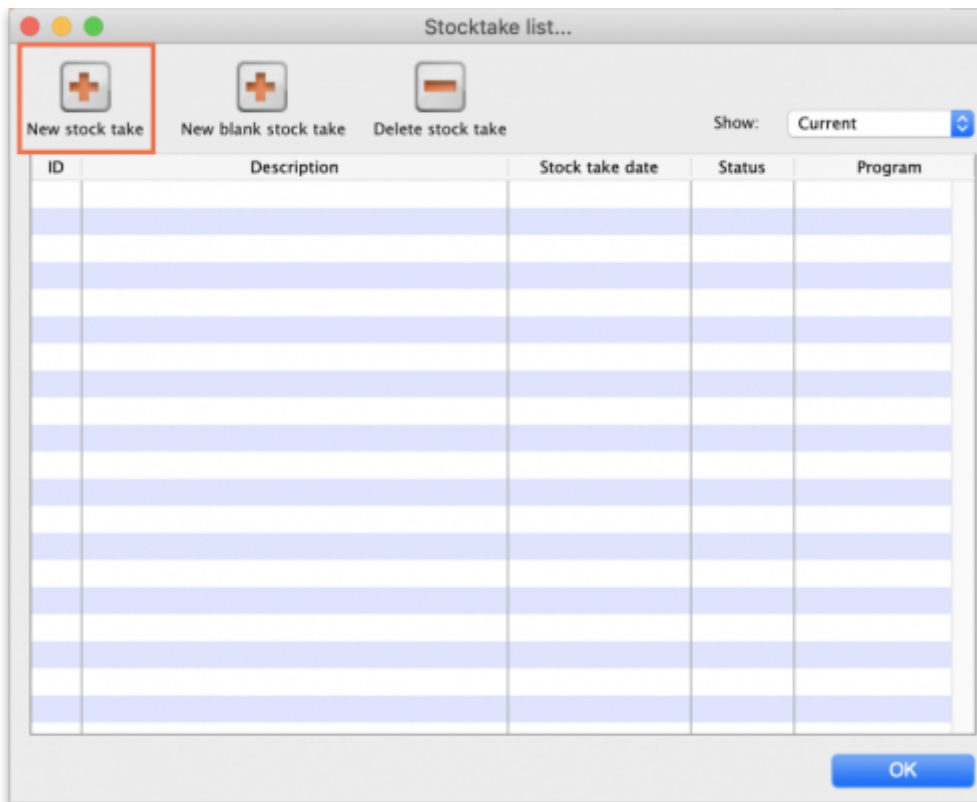 Stocktake list...
New stock take New blank stock take Delete stock take Show: Current
ID Description Stock take date Status Program
OK